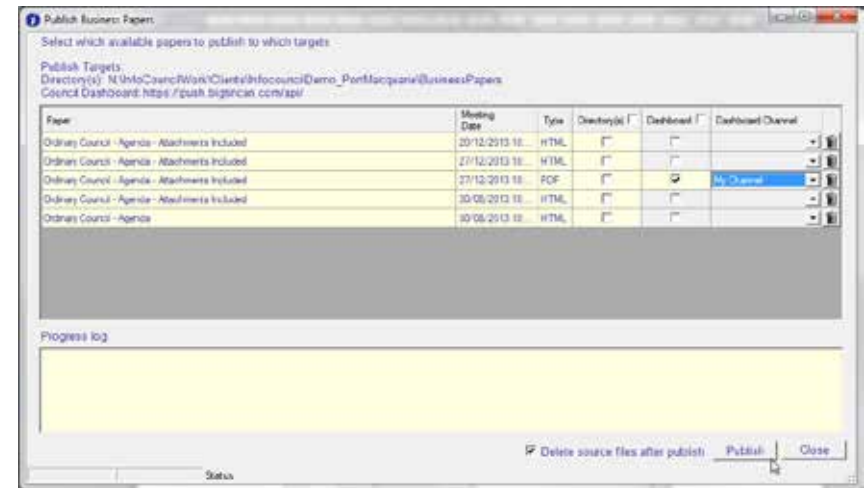 Publish Business Papers
Select which available papers to publish to which targets
Publish Targets:
Directory(s): N:\InfoCouncilWork\Clients\InfocouncilDemo_PortMacquarie\BusinessPapers
Council Dashboard: https://push.bigtincan.com/api/
Paper Meeting Date Type Directory(s) Dashboard Dashboard Channel
Ordinary Council - Agenda - Attachments Included 20/12/2013 10... HTML
Ordinary Council - Agenda - Attachments Included 27/12/2013 10... HTML
Ordinary Council - Agenda - Attachments Included 27/12/2013 10... PDF My Channel
Ordinary Council - Agenda - Attachments Included 30/08/2013 10... HTML
Ordinary Council - Agenda 30/08/2013 10... HTML
Progress log
Delete source files after publish Publish Close
Status